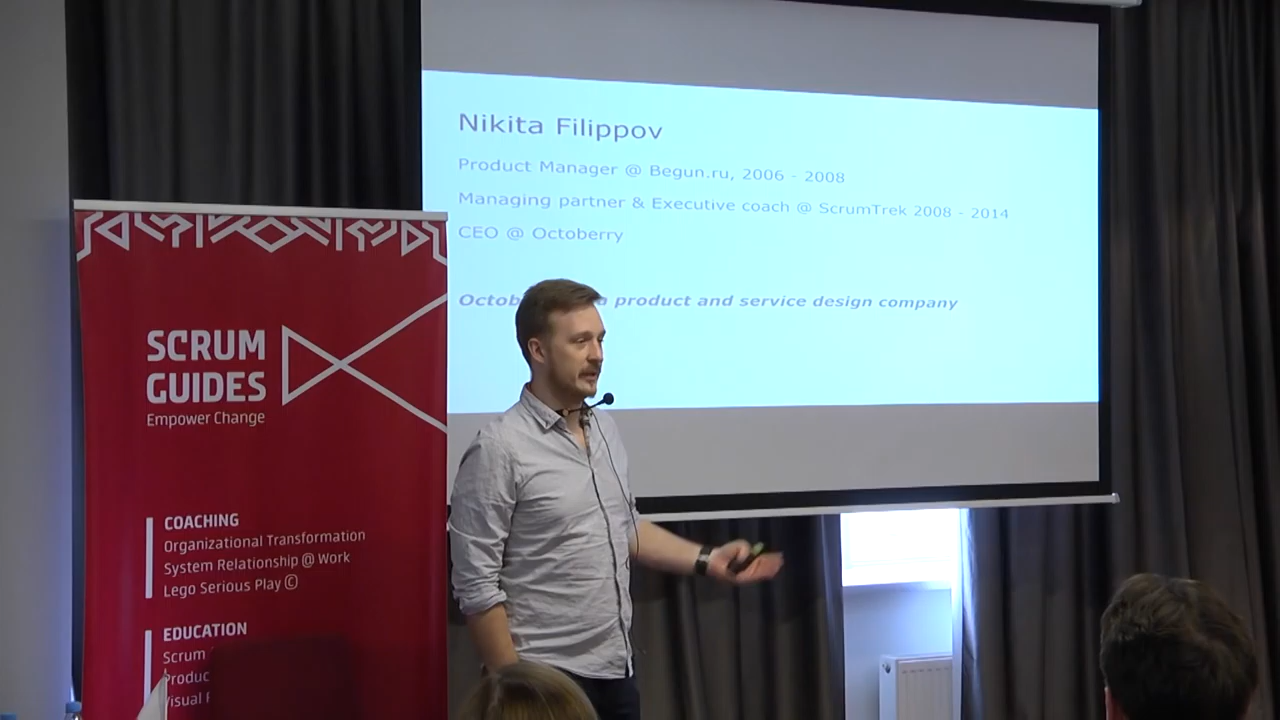 Nikita Filippov
Product Manager @ Begun.ru, 2006 - 2008
Managing partner & Executive coach @ ScrumTrek 2008 - 2014
CEO @ Octoberry
product and service design company
SCRUM
GUIDES
Empower Change
COACHING
Organizational Transformation
System Relationship @ Work
Lego Serious Play ©
EDUCATION
Scrum